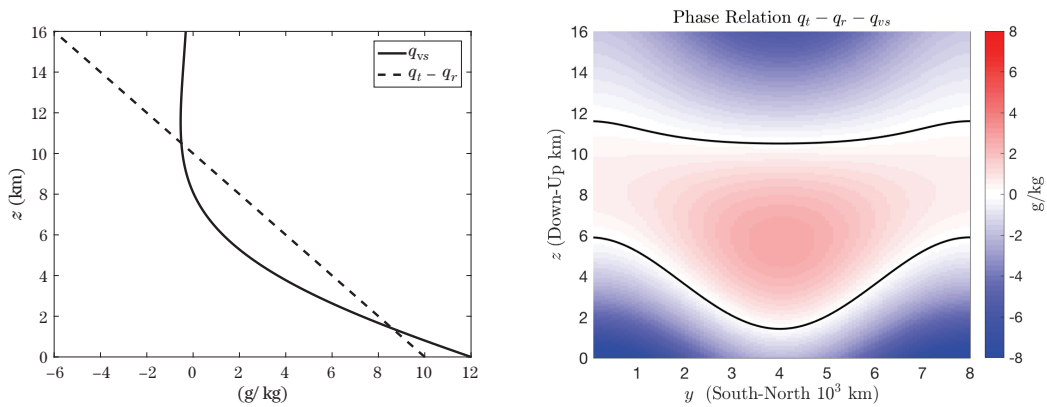 16
14
12
10
8
6
4
2
0
z (km)
q_vs
q_t − q_r
−6 −4 −2 0 2 4 6 8 10 12
(g/kg)
Phase Relation q_t − q_r − q_vs
16
14
12
10
8
6
4
2
0
z (Down-Up km)
1 2 3 4 5 6 7 8
y (South-North 10³ km)
8
6
4
2
0
-2
-4
-6
-8
g/kg